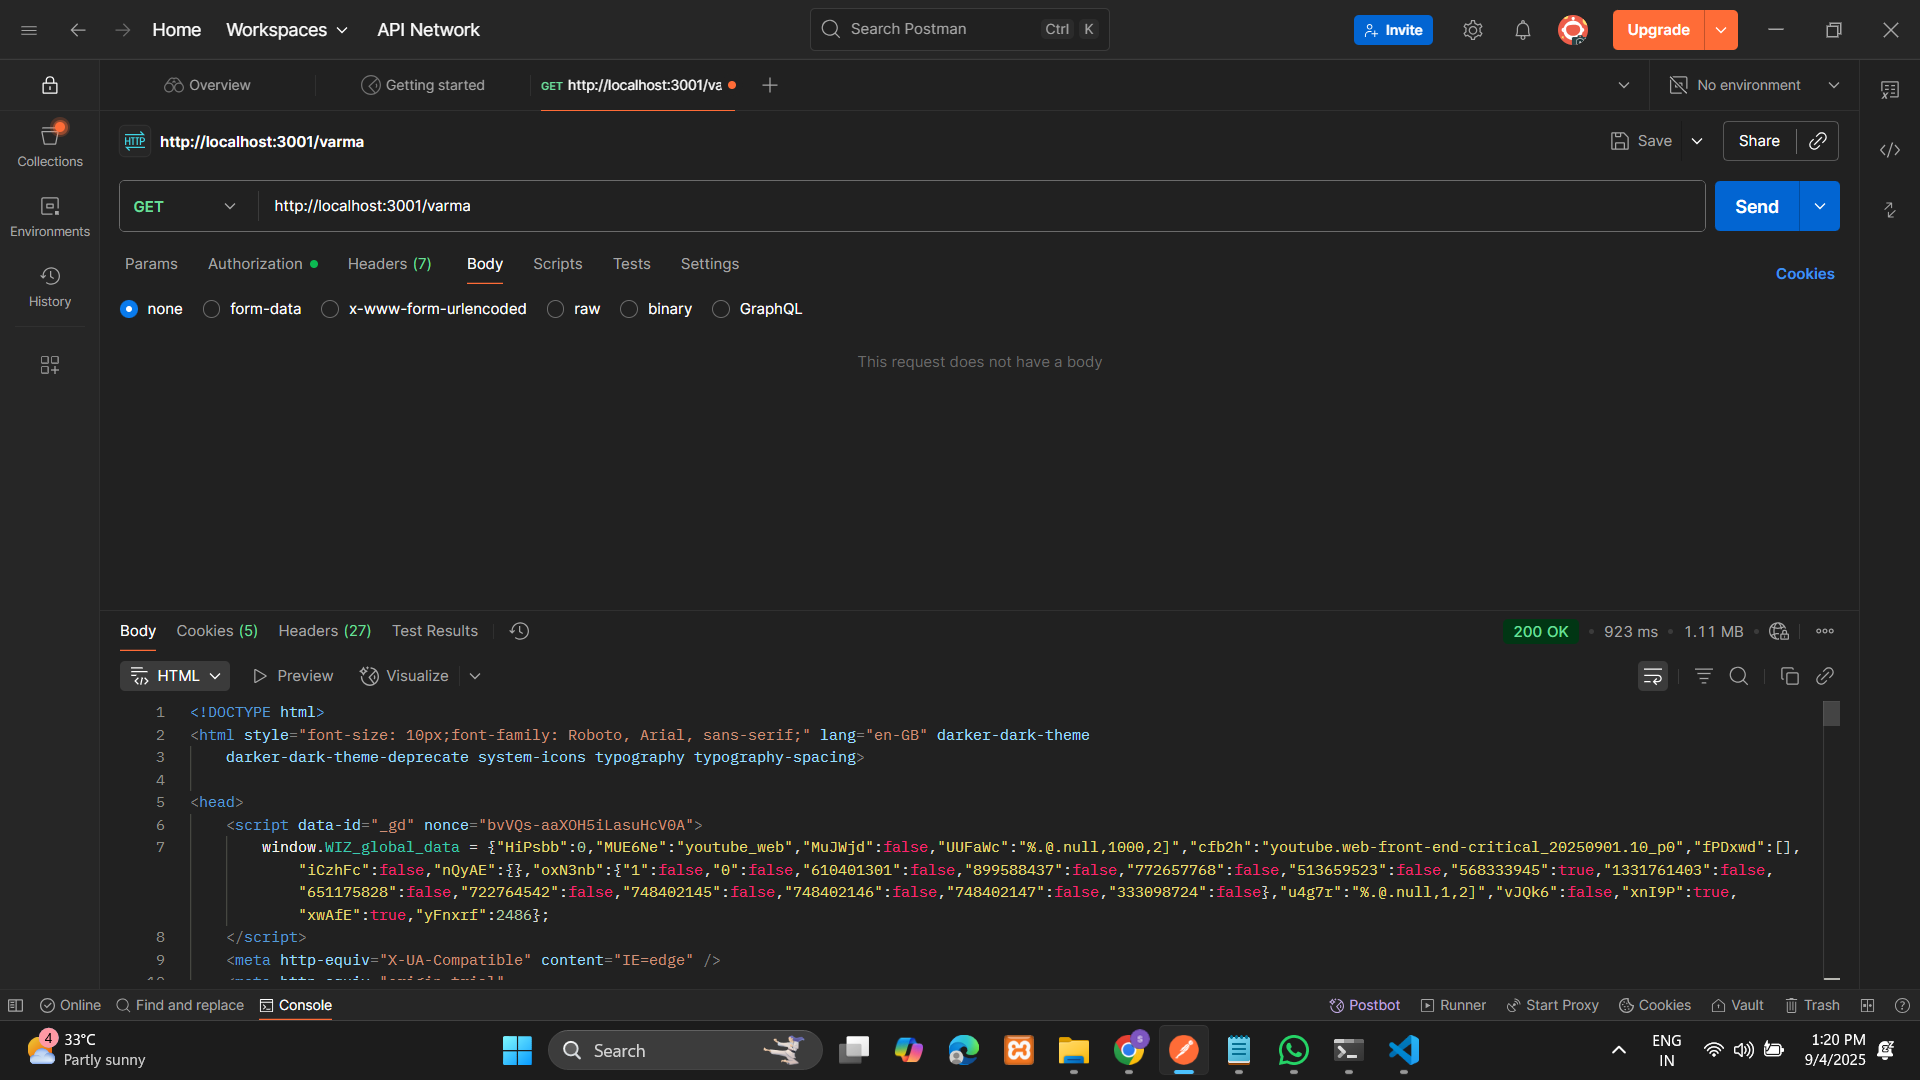 Home Workspaces API Network Search Postman Ctrl K Invite Upgrade
Overview Getting started GET http://localhost:3001/va No environment
HTTP http://localhost:3001/varma Save Share
Collections
GET http://localhost:3001/varma Send
Environments
Params Authorization Headers (7) Body Scripts Tests Settings Cookies
History
none form-data x-www-form-urlencoded raw binary GraphQL
This request does not have a body
Body Cookies (5) Headers (27) Test Results 200 OK 923 ms 1.11 MB
HTML Preview Visualize
1 <!DOCTYPE html>
2 <html style="font-size: 10px;font-family: Roboto, Arial, sans-serif;" lang="en-GB" darker-dark-theme
3 darker-dark-theme-deprecate system-icons typography typography-spacing>
4
5 <head>
6 <script data-id="_gd" nonce="bvVQs-aaXOH5iLasuHcV0A">
7 window.WIZ_global_data = {"HiPsbb":0,"MUE6Ne":"youtube_web","MuJWjd":false,"UUFaWc":"%.@.null,1000,2]","cfb2h":"youtube.web-front-end-critical_20250901.10_p0","fPDxwd":[],
"iCzhFc":false,"nQyAE":{},"oxN3nb":{"1":false,"0":false,"610401301":false,"899588437":false,"772657768":false,"513659523":false,"568333945":true,"1331761403":false,
"651175828":false,"722764542":false,"748402145":false,"748402146":false,"748402147":false,"333098724":false},"u4g7r":"%.@.null,1,2]","vJQk6":false,"xnI9P":true,
"xwAfE":true,"yFnxrf":2486};
8 </script>
9 <meta http-equiv="X-UA-Compatible" content="IE=edge" />
Online Find and replace Console Postbot Runner Start Proxy Cookies Vault Trash
4 33°C Partly sunny
Search
ENG IN
1:20 PM
9/4/2025